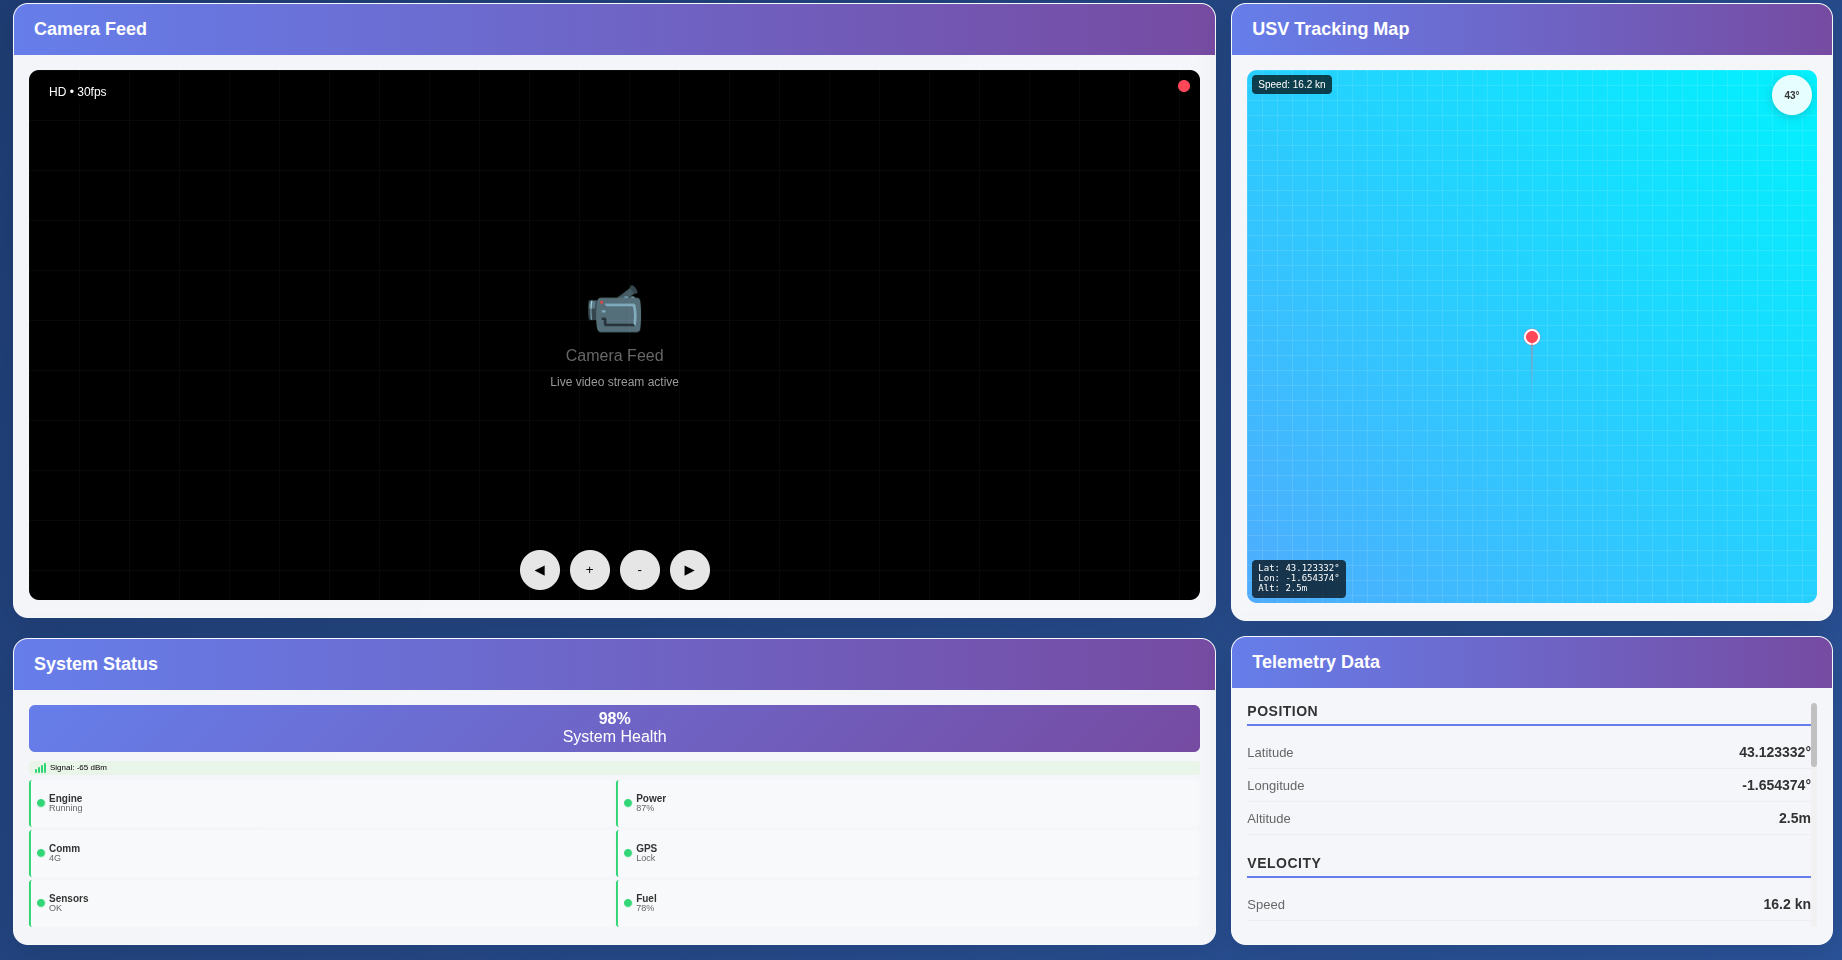 Camera Feed
HD • 30fps
Camera Feed
Live video stream active
◀ + - ▶
USV Tracking Map
Speed: 16.2 kn
43°
Lat: 43.123332°
Lon: -1.654374°
Alt: 2.5m
System Status
98%
System Health
Signal: -65 dBm
Engine
Running
Power
87%
Comm
4G
GPS
Lock
Sensors
OK
Fuel
78%
Telemetry Data
POSITION
Latitude 43.123332°
Longitude -1.654374°
Altitude 2.5m
VELOCITY
Speed 16.2 kn